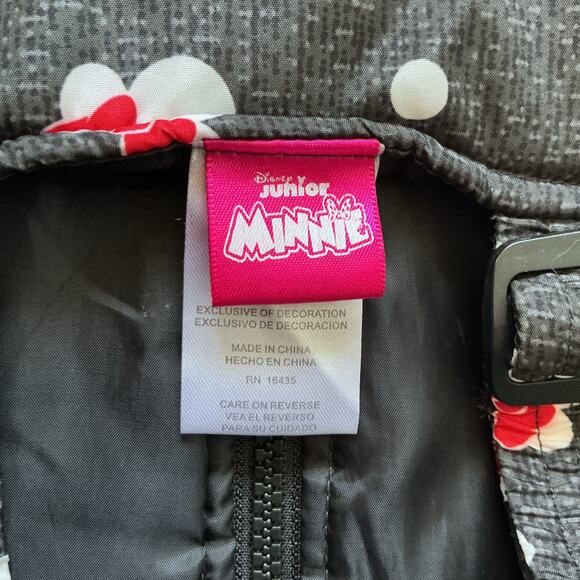 Disney
Junior
MINNIE
EXCLUSIVE OF DECORATION
EXCLUSIVO DE DECORACION
MADE IN CHINA
HECHO EN CHINA
RN 16435
CARE ON REVERSE
VEA EL REVERSO
PARA SU CUIDADO